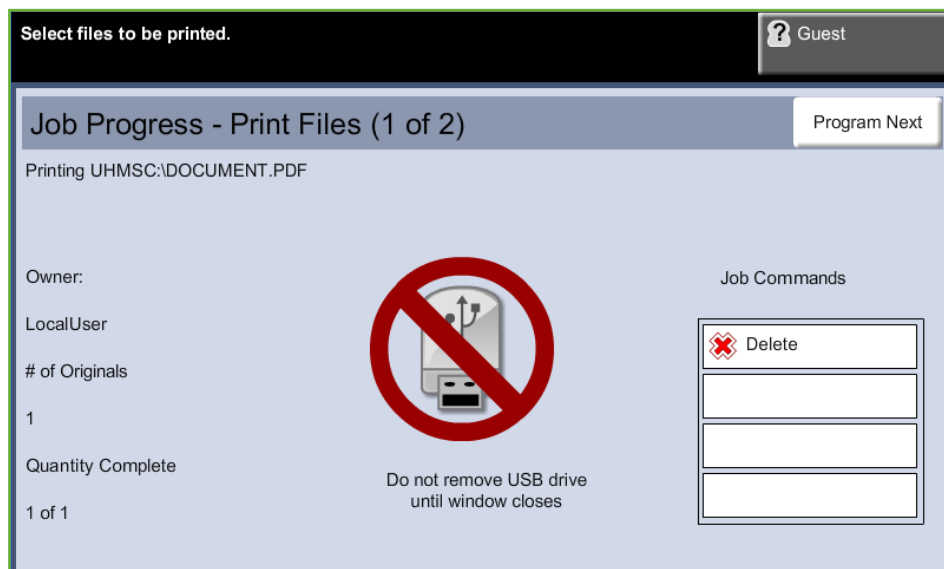 Select files to be printed.
? Guest
Job Progress - Print Files (1 of 2)
Program Next
Printing UHMSC:\DOCUMENT.PDF
Owner:
LocalUser
# of Originals
1
Quantity Complete
1 of 1
Do not remove USB drive
until window closes
Job Commands
Delete